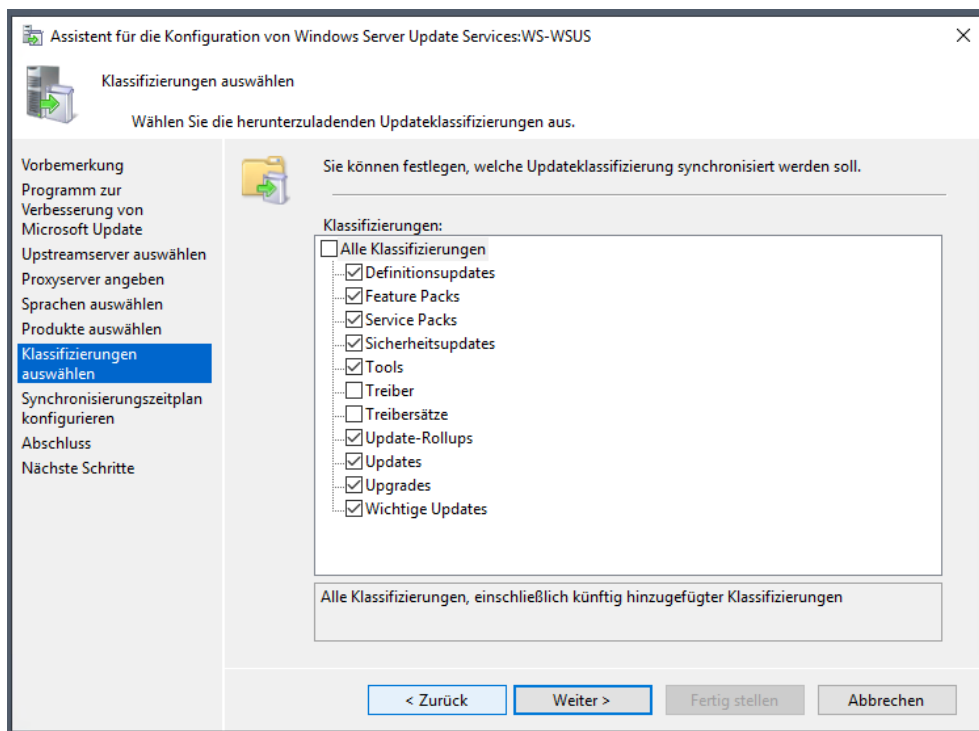 Assistent für die Konfiguration von Windows Server Update Services:WS-WSUS
Klassifizierungen auswählen
Wählen Sie die herunterzuladenden Updateklassifizierungen aus.
Vorbemerkung
Programm zur
Verbesserung von
Microsoft Update
Upstreamserver auswählen
Proxyserver angeben
Sprachen auswählen
Produkte auswählen
Klassifizierungen
auswählen
Synchronisierungszeitplan
konfigurieren
Abschluss
Nächste Schritte
Sie können festlegen, welche Updateklassifizierung synchronisiert werden soll.
Klassifizierungen:
Alle Klassifizierungen
Definitionsupdates
Feature Packs
Service Packs
Sicherheitsupdates
Tools
Treiber
Treibersätze
Update-Rollups
Updates
Upgrades
Wichtige Updates
Alle Klassifizierungen, einschließlich künftig hinzugefügter Klassifizierungen
< Zurück
Weiter >
Fertig stellen
Abbrechen